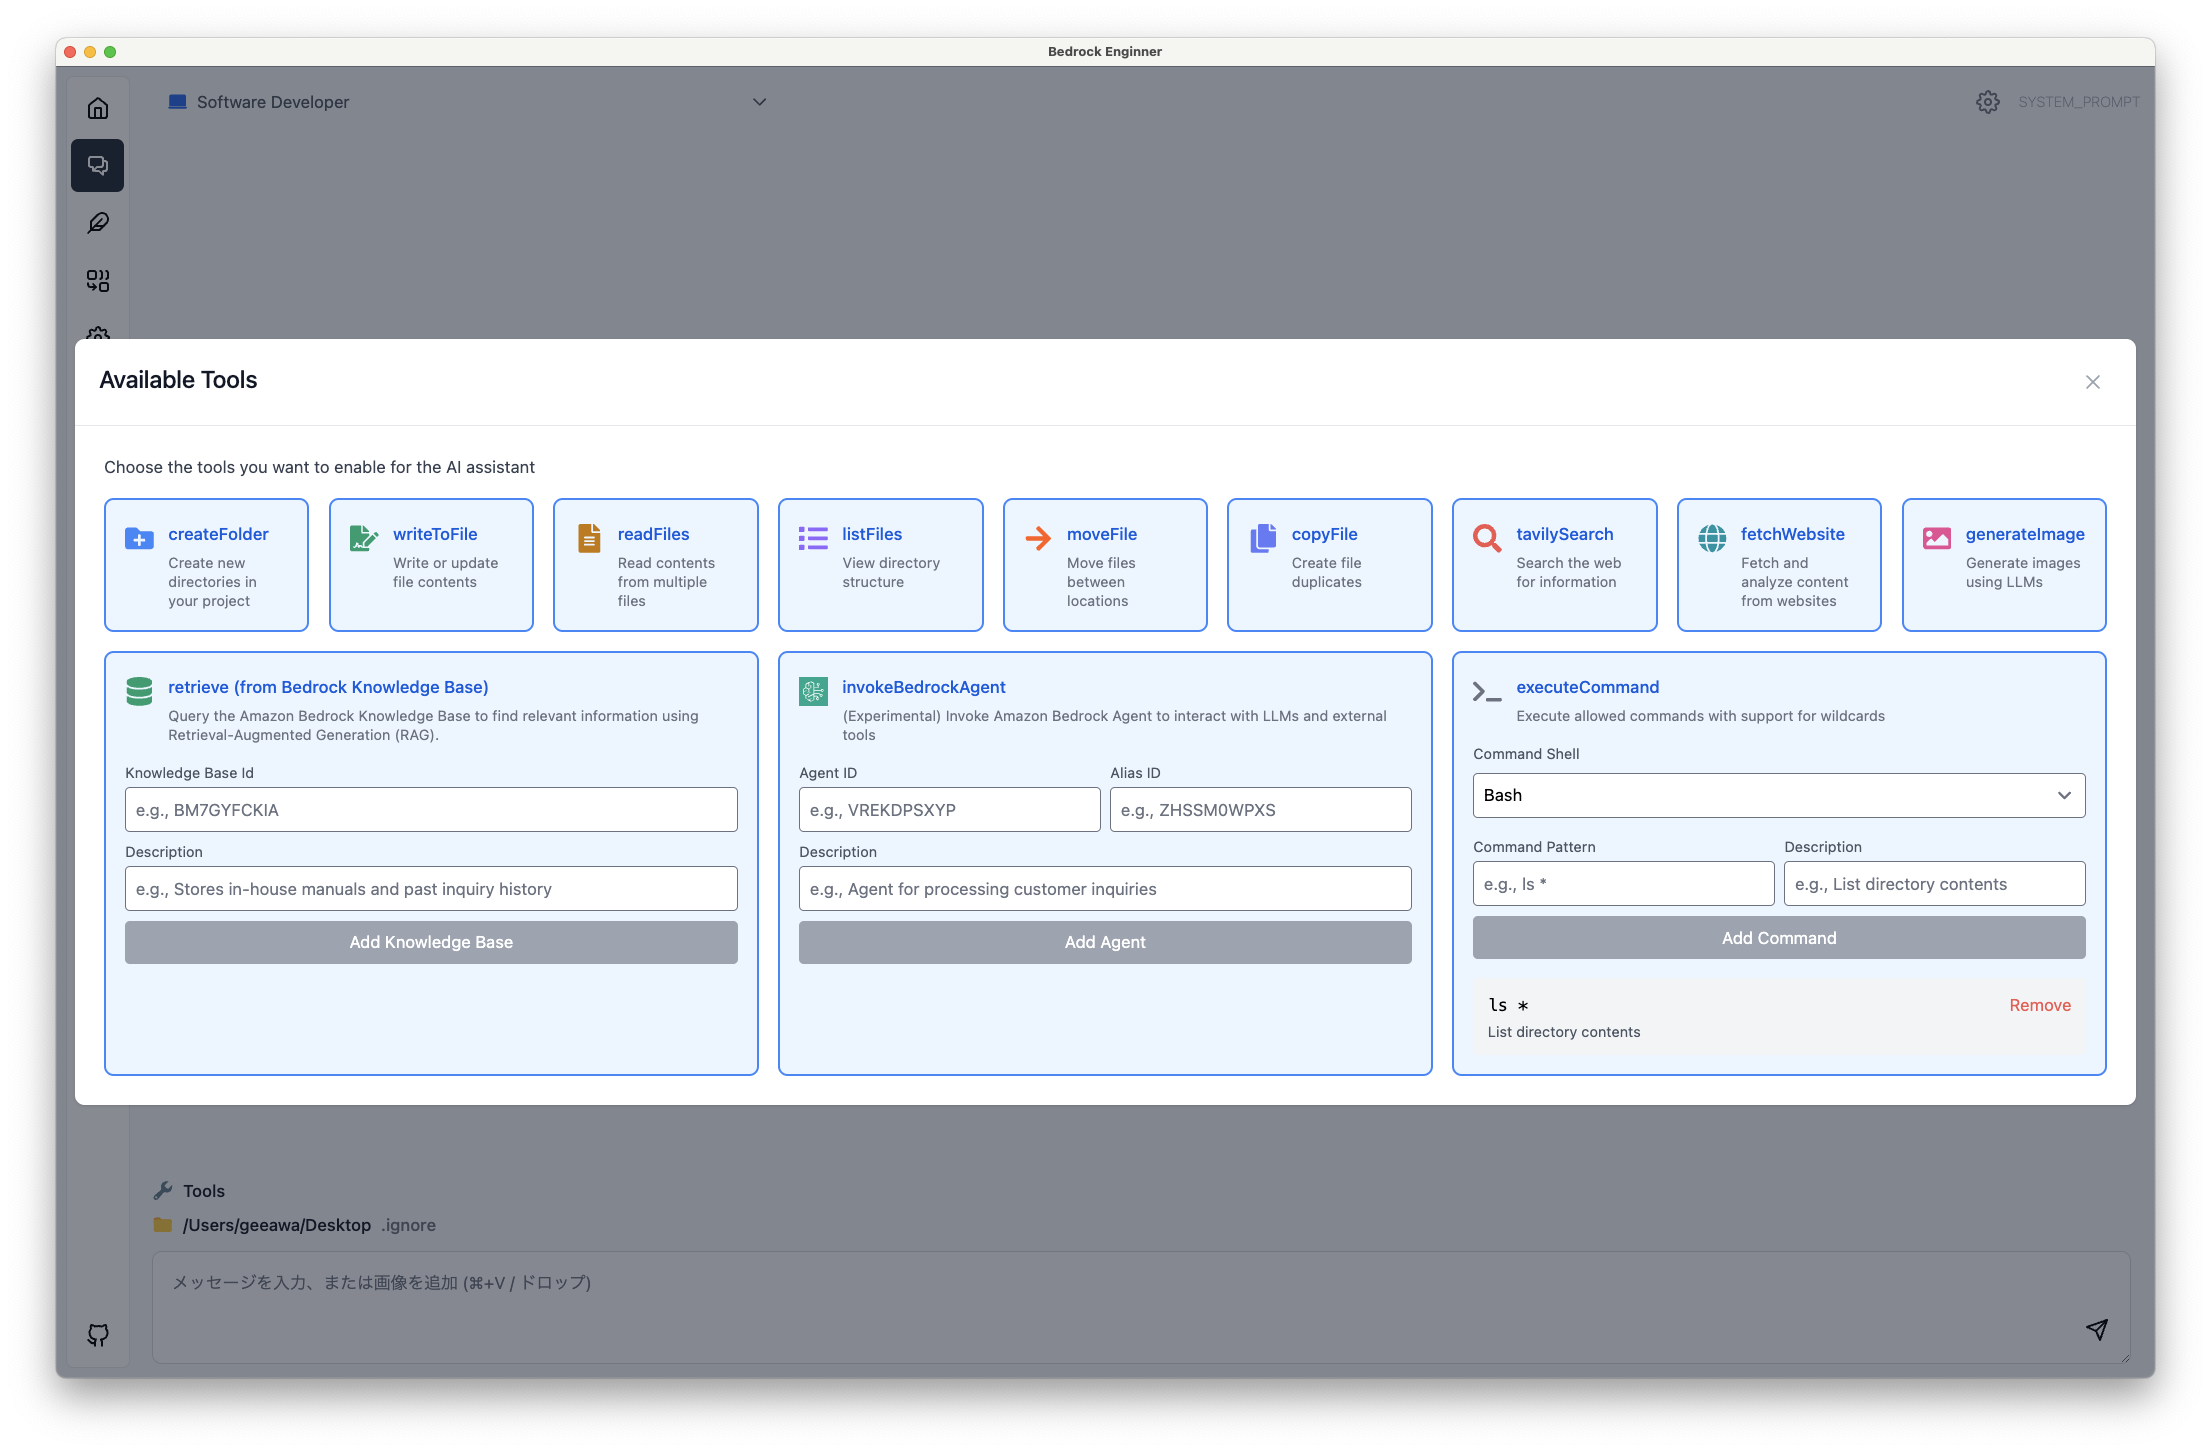 Bedrock Enginner
Software Developer
SYSTEM_PROMPT
Available Tools
Choose the tools you want to enable for the AI assistant
createFolder
Create new
directories in
your project
writeToFile
Write or update
file contents
readFiles
Read contents
from multiple
files
listFiles
View directory
structure
moveFile
Move files
between
locations
copyFile
Create file
duplicates
tavilySearch
Search the web
for information
fetchWebsite
Fetch and
analyze content
from websites
generateImage
Generate images
using LLMs
retrieve (from Bedrock Knowledge Base)
Query the Amazon Bedrock Knowledge Base to find relevant information using
Retrieval-Augmented Generation (RAG).
Knowledge Base Id
e.g., BM7GYFCKIA
Description
e.g., Stores in-house manuals and past inquiry history
Add Knowledge Base
invokeBedrockAgent
(Experimental) Invoke Amazon Bedrock Agent to interact with LLMs and external
tools
Agent ID
Alias ID
e.g., VREKDPSXYP
e.g., ZHSSM0WPXS
Description
e.g., Agent for processing customer inquiries
Add Agent
executeCommand
Execute allowed commands with support for wildcards
Command Shell
Bash
Command Pattern
Description
e.g., ls *
e.g., List directory contents
Add Command
ls *
Remove
List directory contents
Tools
/Users/geeawa/Desktop .ignore
メッセージを入力、または画像を追加 (⌘+V / ドロップ)